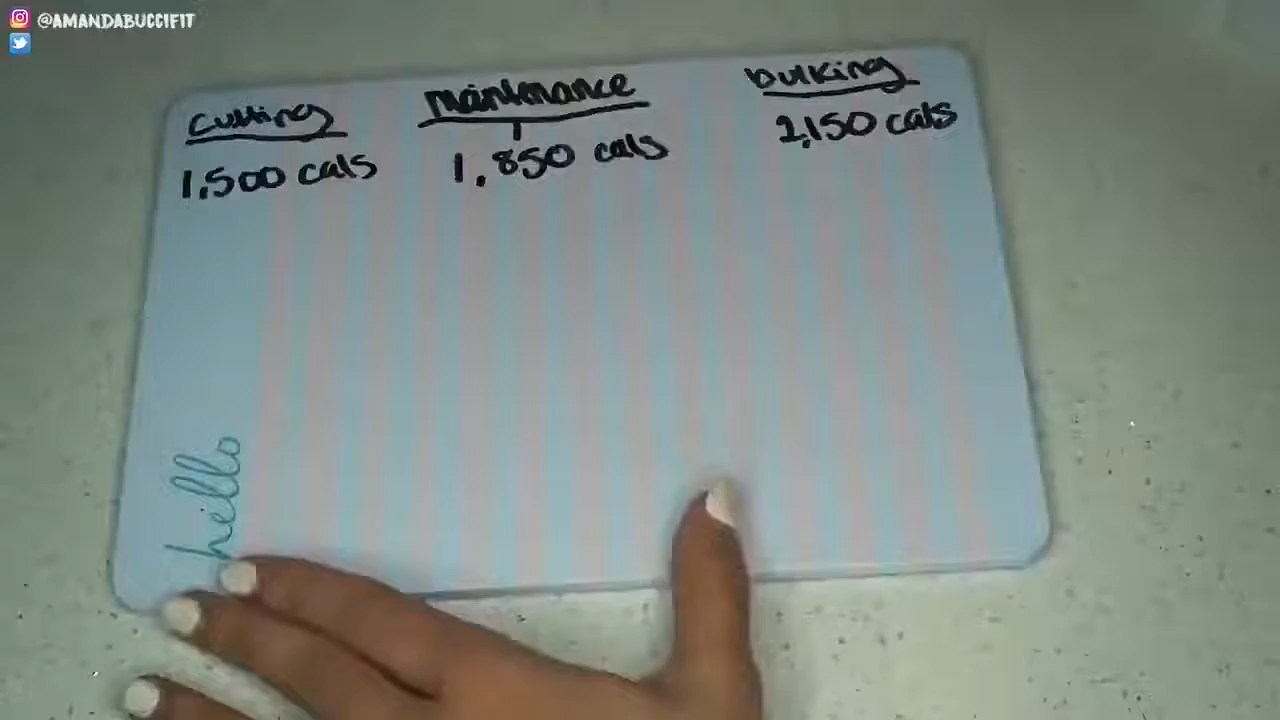 @AMANDABUCCIFIT
cutting maintenance bulking
1,500 cals 1,850 cals 2,150 cals
hello